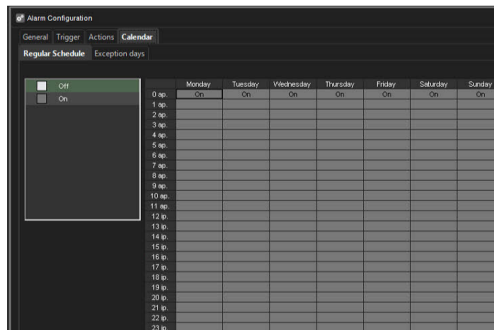 Alarm Configuration
General Trigger Actions Calendar
Regular Schedule Exception days
Off
On
Monday Tuesday Wednesday Thursday Friday Saturday Sunday
0 ap. On On On On On On On
1 ap.
2 ap.
3 ap.
4 ap.
5 ap.
6 ap.
7 ap.
8 ap.
9 ap.
10 ap.
11 ap.
12 ip.
13 ip.
14 ip.
15 ip.
16 ip.
17 ip.
18 ip.
19 ip.
20 ip.
21 ip.
22 ip.
23 ip.